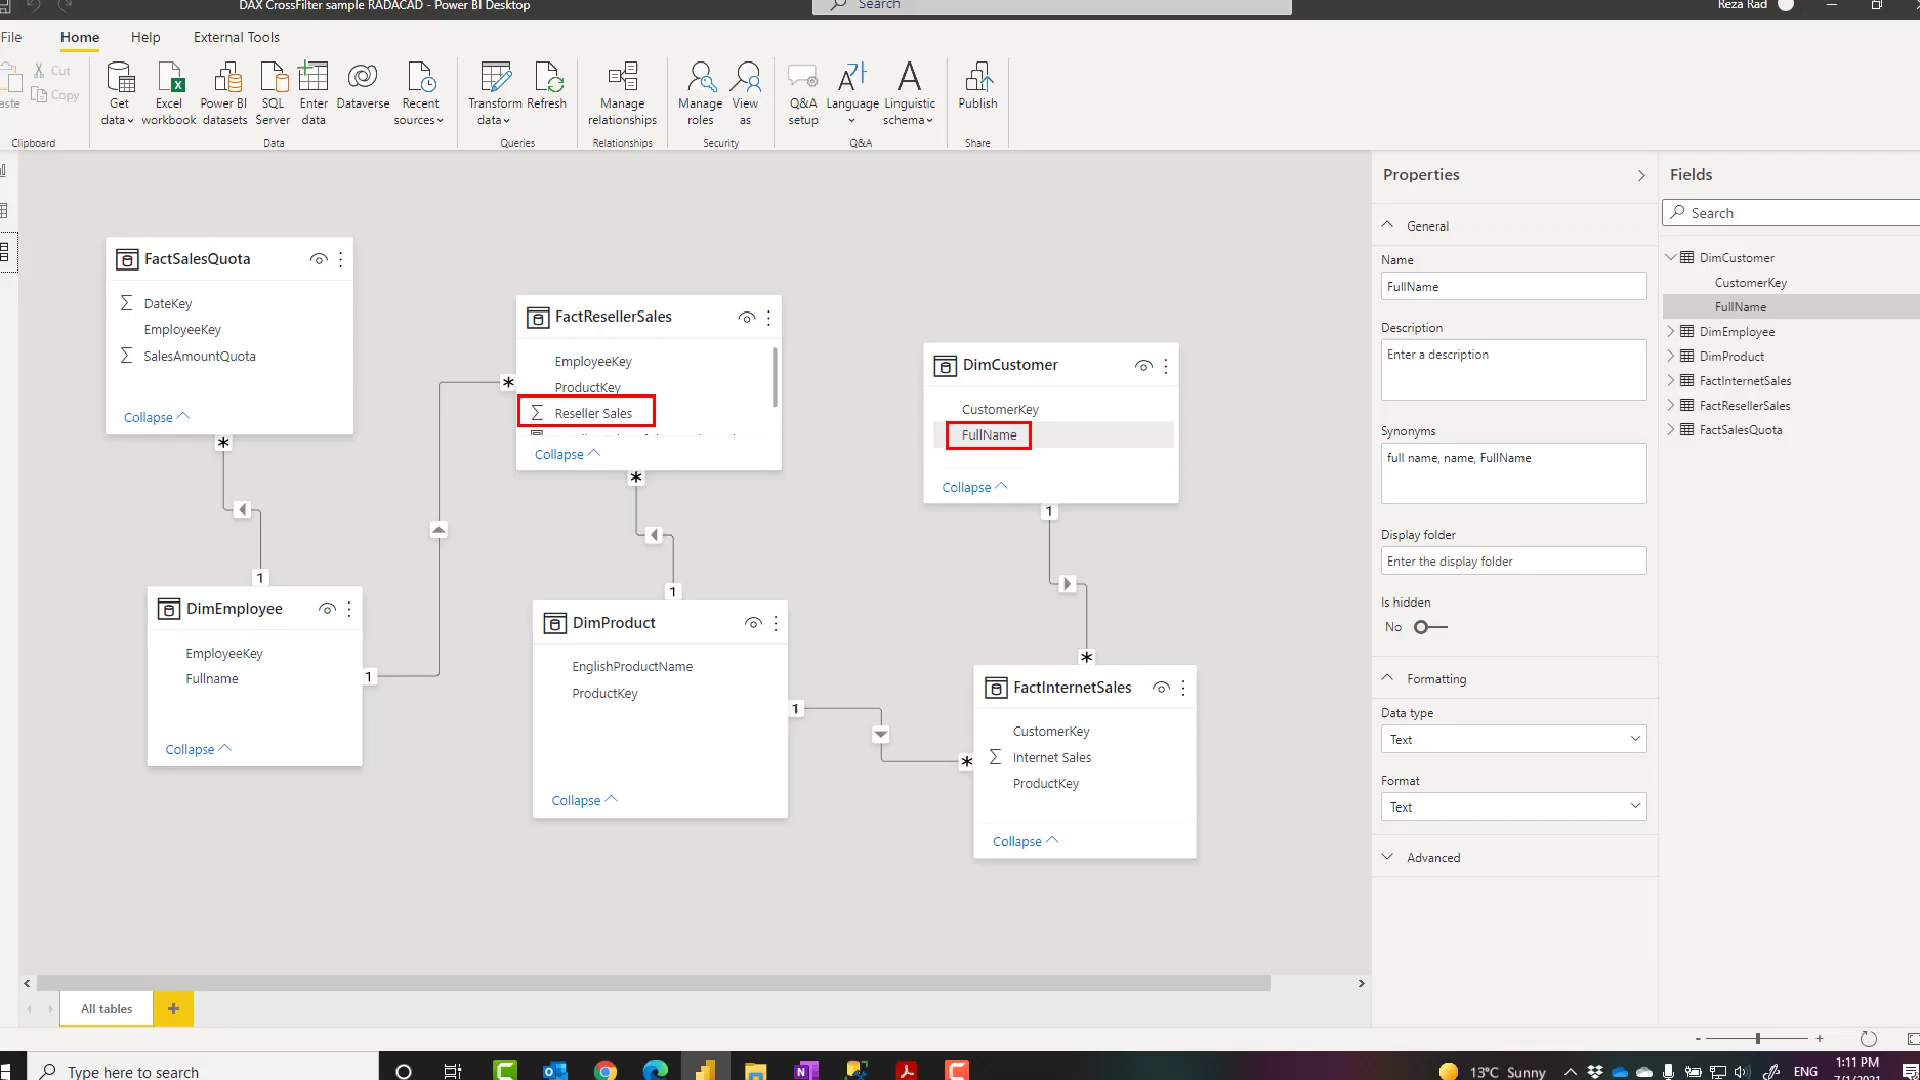 DAX CrossFilter sample RADACAD - Power BI Desktop
Search
Reza Rad
File
Home
Help
External Tools
Cut
Copy
Clipboard
Get data
Excel workbook
Power BI datasets
SQL Server
Enter data
Dataverse
Recent sources
Data
Transform data
Refresh
Queries
Manage relationships
Relationships
Manage roles
View as
Security
Q&A setup
Language
Linguistic schema
Q&A
Publish
Share
FactSalesQuota
DateKey
EmployeeKey
SalesAmountQuota
Collapse
*
1
DimEmployee
EmployeeKey
Fullname
Collapse
1
*
FactResellerSales
EmployeeKey
ProductKey
Reseller Sales
Collapse
*
1
DimProduct
EnglishProductName
ProductKey
Collapse
1
*
DimCustomer
CustomerKey
FullName
Collapse
1
*
FactInternetSales
CustomerKey
Internet Sales
ProductKey
Collapse
All tables
Properties
General
Name
FullName
Description
Enter a description
Synonyms
full name, name, FullName
Display folder
Enter the display folder
Is hidden
No
Formatting
Data type
Text
Format
Text
Advanced
Fields
Search
DimCustomer
CustomerKey
FullName
DimEmployee
DimProduct
FactInternetSales
FactResellerSales
FactSalesQuota
- +
Type here to search
13°C Sunny
ENG
1:11 PM